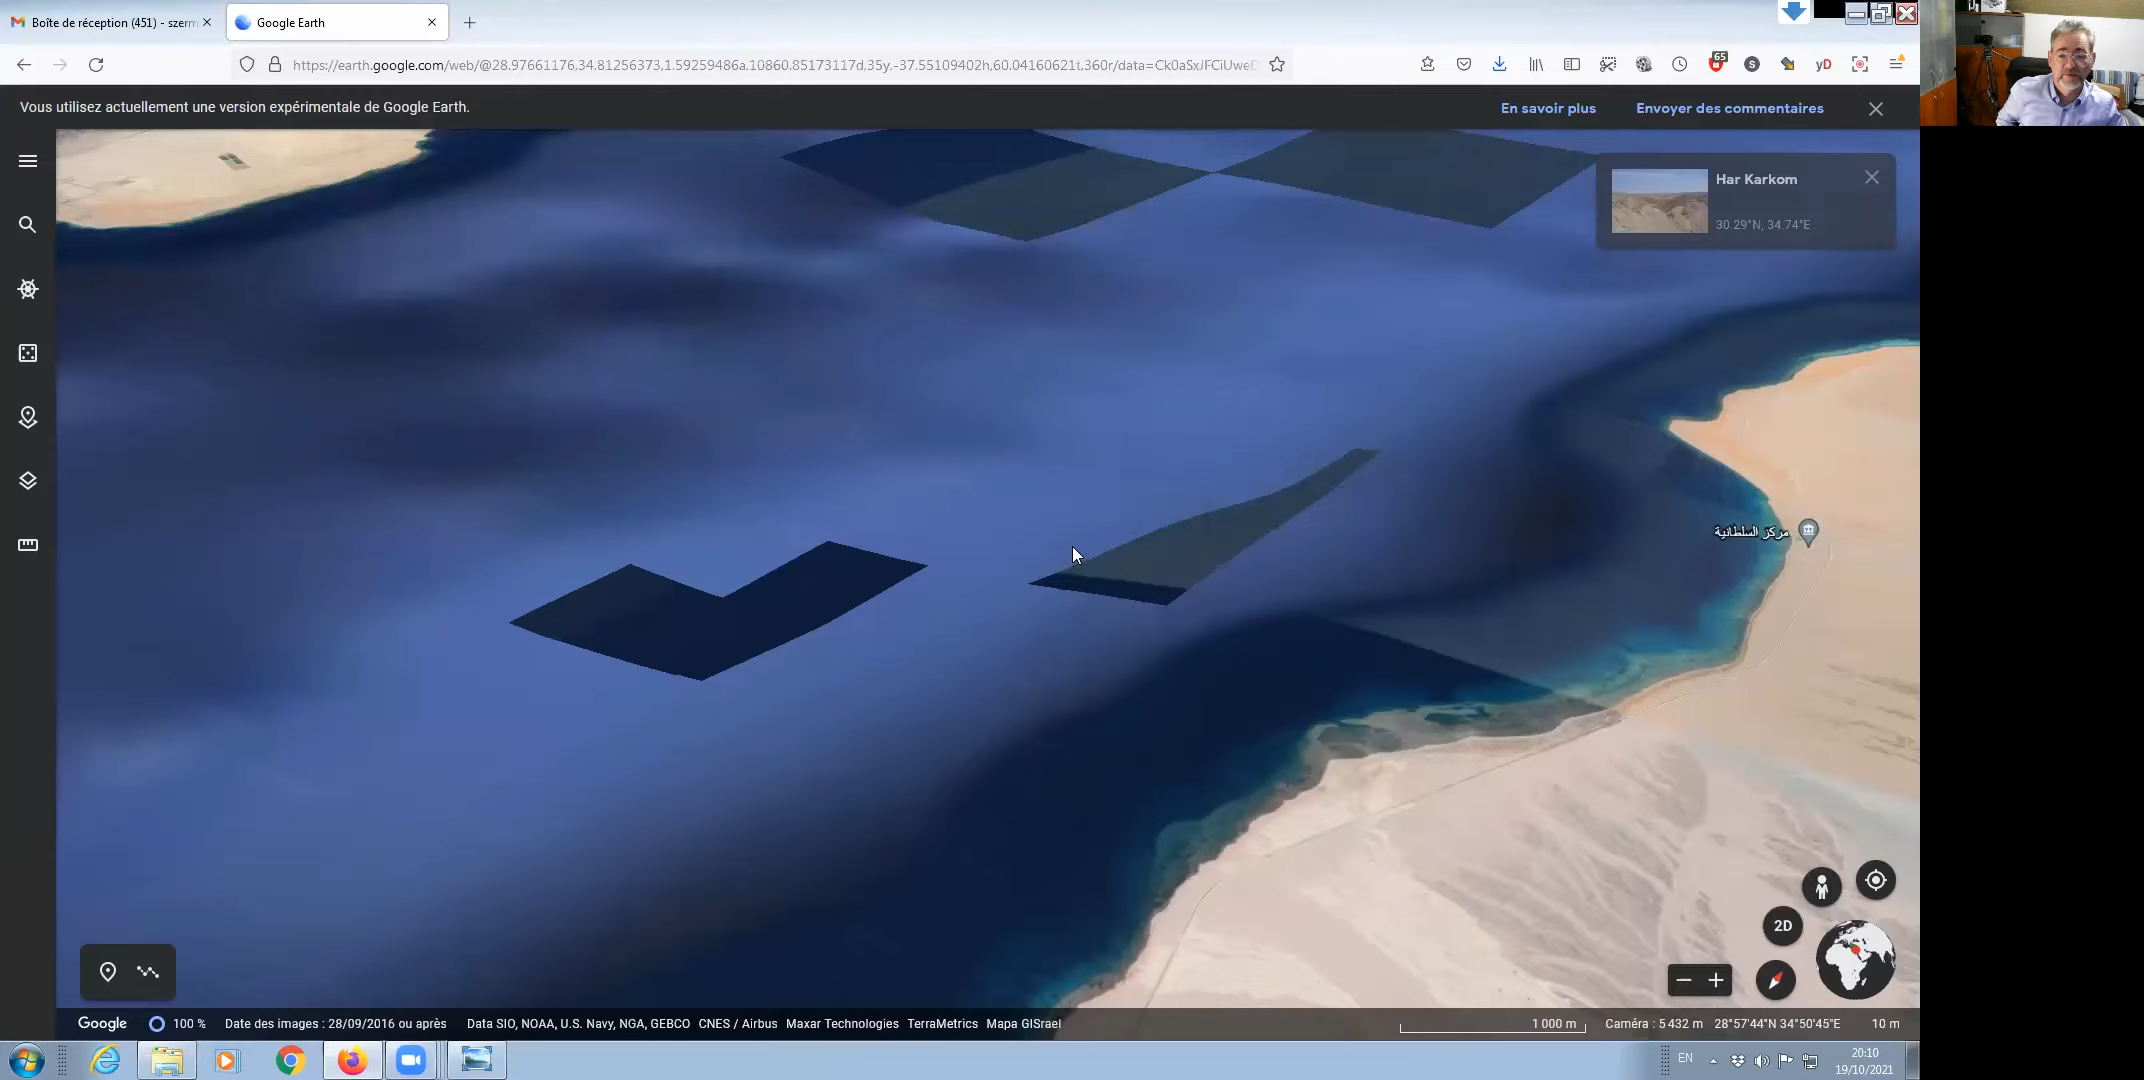 Boîte de réception (451) - szerm
Google Earth
https://earth.google.com/web/@28.97661176,34.81256373,1.59259486a,10860.85173117d,35y,-37.55109402h,60.04160621t,360r/data=Ck0aSxJFCiUweD
65
S
yD
Vous utilisez actuellement une version expérimentale de Google Earth.
En savoir plus
Envoyer des commentaires
Har Karkom
30.29°N, 34.74°E
مركز السلطانية
2D
Google
100 %
Date des images : 28/09/2016 ou après
Data SIO, NOAA, U.S. Navy, NGA, GEBCO CNES / Airbus Maxar Technologies TerraMetrics Mapa GISrael
1 000 m
Caméra : 5 432 m 28°57'44"N 34°50'45"E
10 m
EN
20:10
19/10/2021